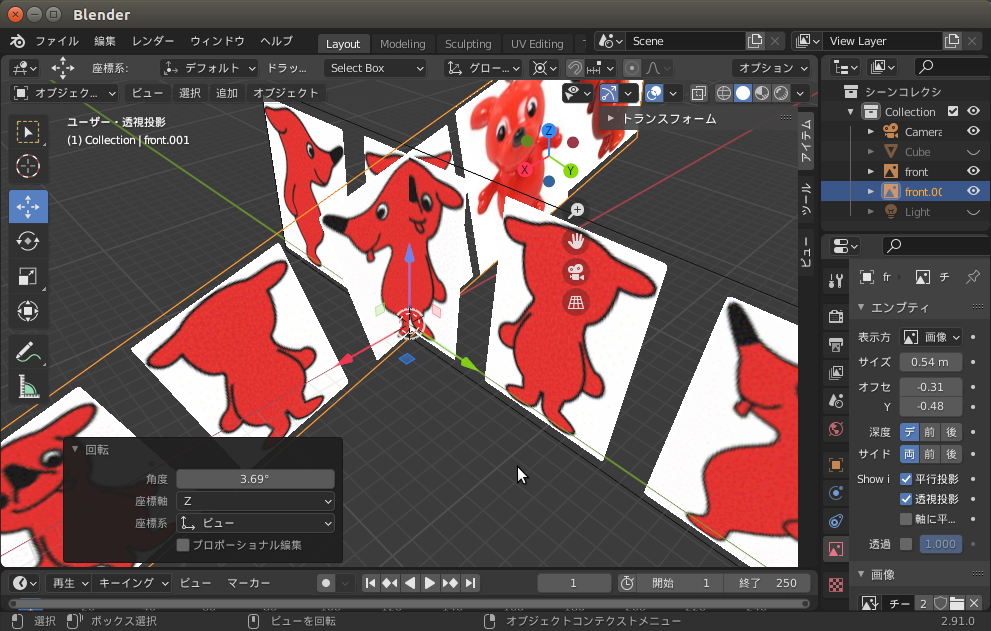 Blender
ファイル 編集 レンダー ウィンドウ ヘルプ Layout Modeling Sculpting UV Editing Scene View Layer
座標系: デフォルト ドラッ... Select Box グロー... オプション
オブジェク... ビュー 選択 追加 オブジェクト
ユーザー・透視投影
(1) Collection | front.001
トランスフォーム
アイテム
ツール
ビュー
Z
X
Y
シーンコレクシ
Collection
Camera
Cube
front
front.00
Light
fr チ
エンプティ
表示方 画像
サイズ 0.54 m
オフセ -0.31
Y -0.48
深度 デ 前 後
サイド 両 前 後
Show i 平行投影
透視投影
軸に平...
透過 1.000
画像
チー 2
回転
角度 3.69°
座標軸 Z
座標系 ビュー
プロポーショナル編集
再生 キーイング ビュー マーカー 1 開始 1 終了 250
選択 ボックス選択 ビューを回転 オブジェクトコンテクストメニュー 2.91.0